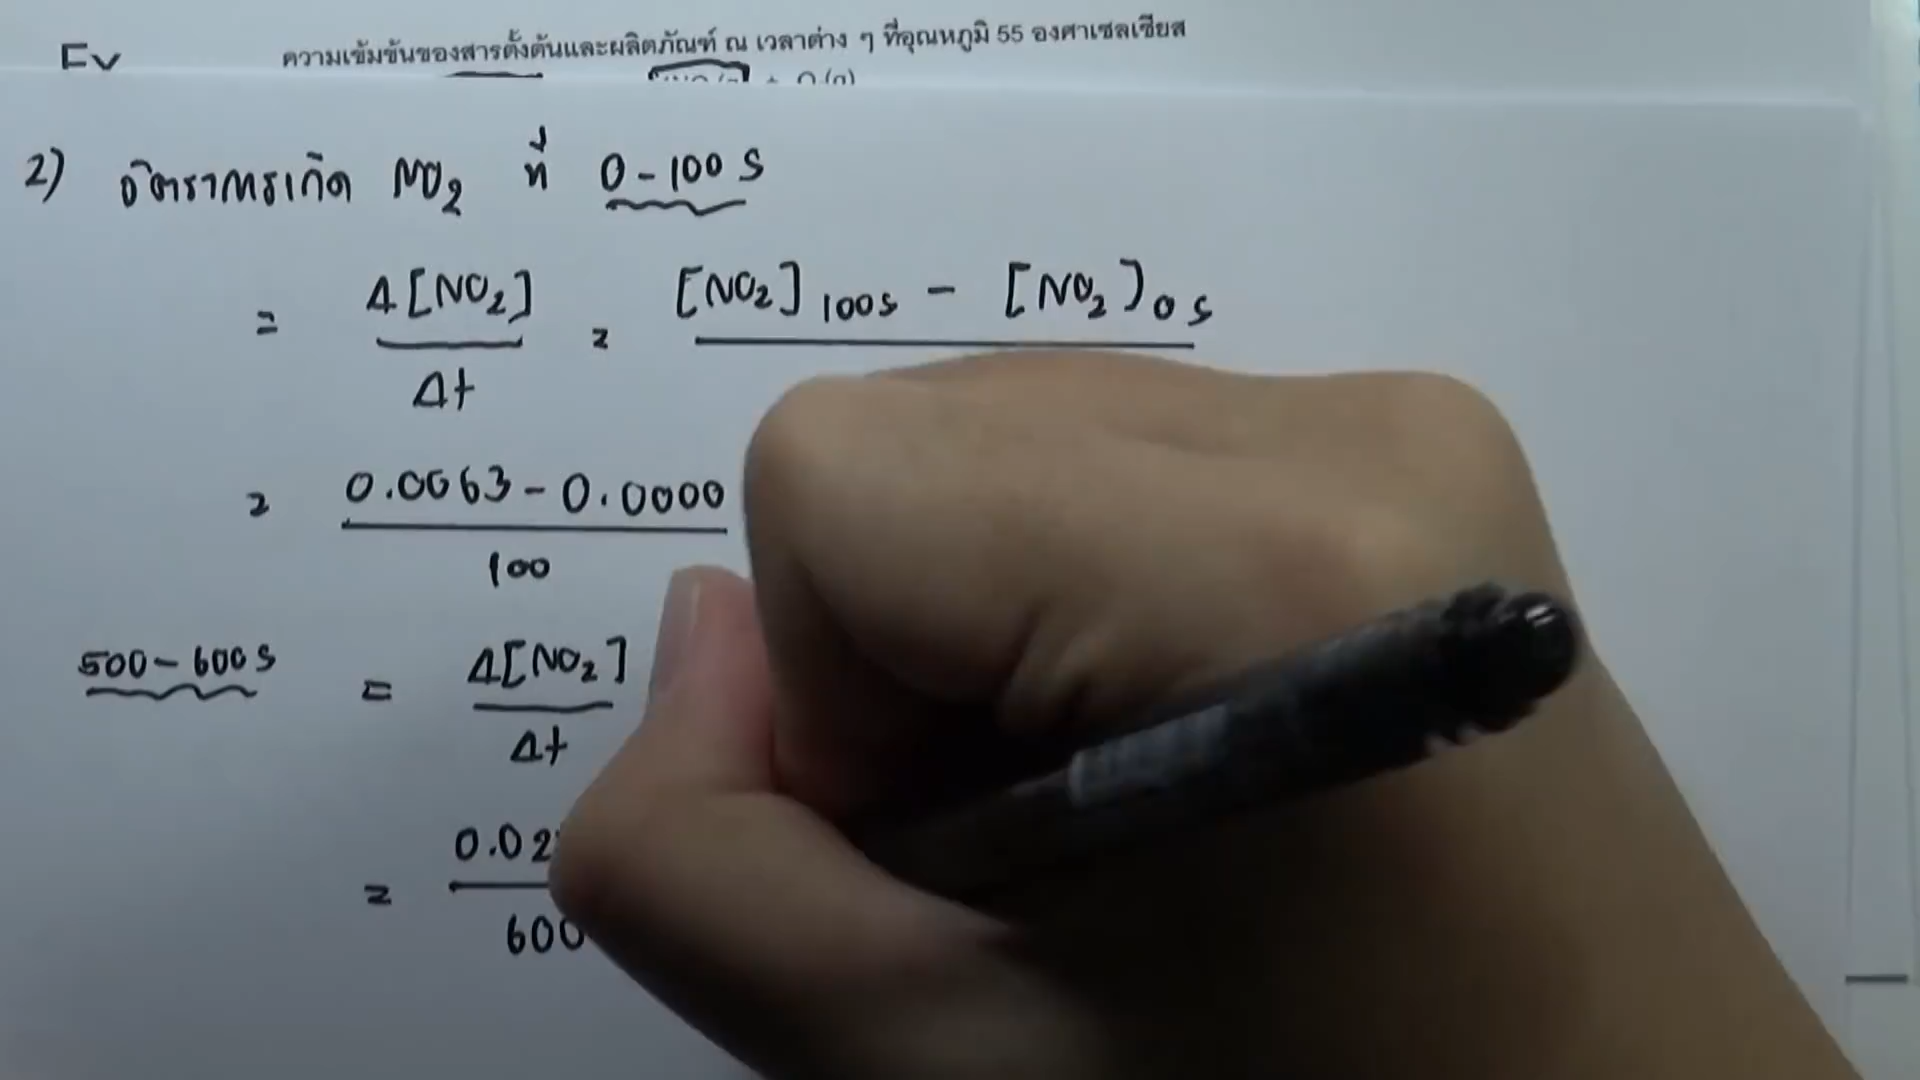 Ex ความเข้มข้นของสารตั้งต้นและผลิตภัณฑ์ ณ เวลาต่าง ๆ ที่อุณหภูมิ 55 องศาเซลเซียส
2) อัตราการเกิด NO₂ ที่ 0-100 s
= Δ[NO₂] / Δt = [NO₂]100s - [NO₂]0s
= 0.0063 - 0.0000 / 100
500-600 s = Δ[NO₂] / Δt
= 0.02 / 600